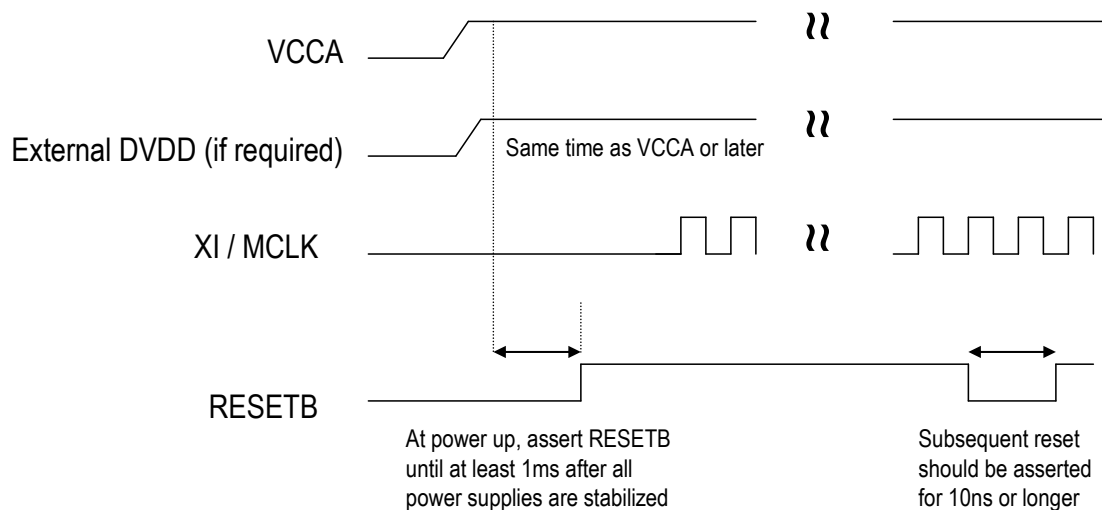 VCCA
External DVDD (if required)
Same time as VCCA or later
XI / MCLK
RESETB
At power up, assert RESETB
until at least 1ms after all
power supplies are stabilized
Subsequent reset
should be asserted
for 10ns or longer